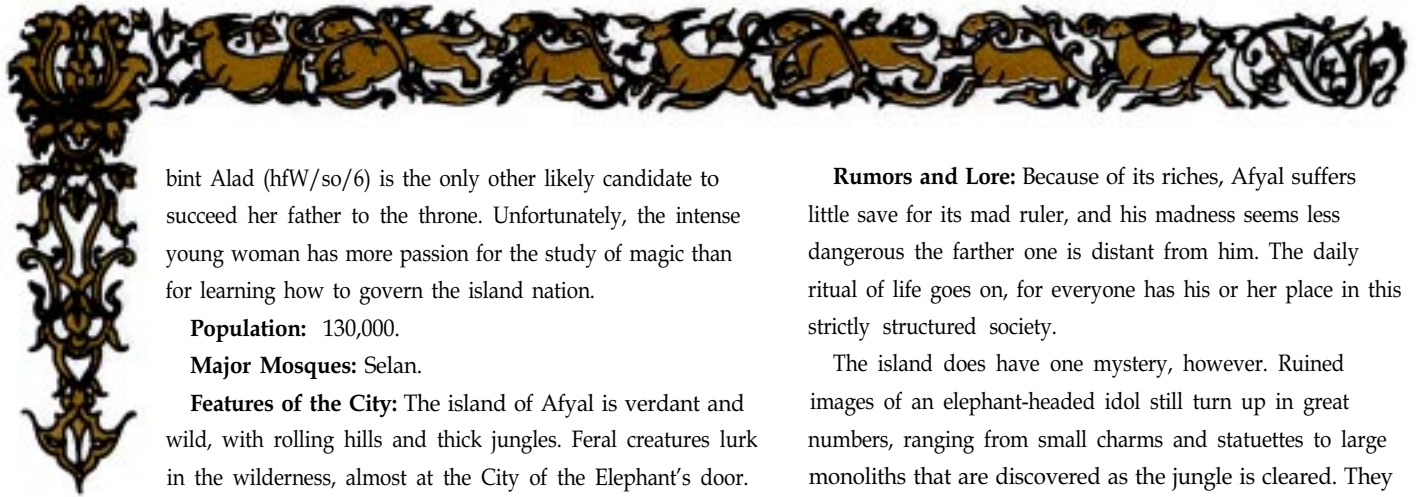 bint Alad (hfW/so/6) is the only other likely candidate to
succeed her father to the throne. Unfortunately, the intense
young woman has more passion for the study of magic than
for learning how to govern the island nation.
Population: 130,000.
Major Mosques: Selan.
Features of the City: The island of Afyal is verdant and
wild, with rolling hills and thick jungles. Feral creatures lurk
in the wilderness, almost at the City of the Elephant's door.
Rumors and Lore: Because of its riches, Afyal suffers
little save for its mad ruler, and his madness seems less
dangerous the farther one is distant from him. The daily
ritual of life goes on, for everyone has his or her place in this
strictly structured society.
The island does have one mystery, however. Ruined
images of an elephant-headed idol still turn up in great
numbers, ranging from small charms and statuettes to large
monoliths that are discovered as the jungle is cleared. They